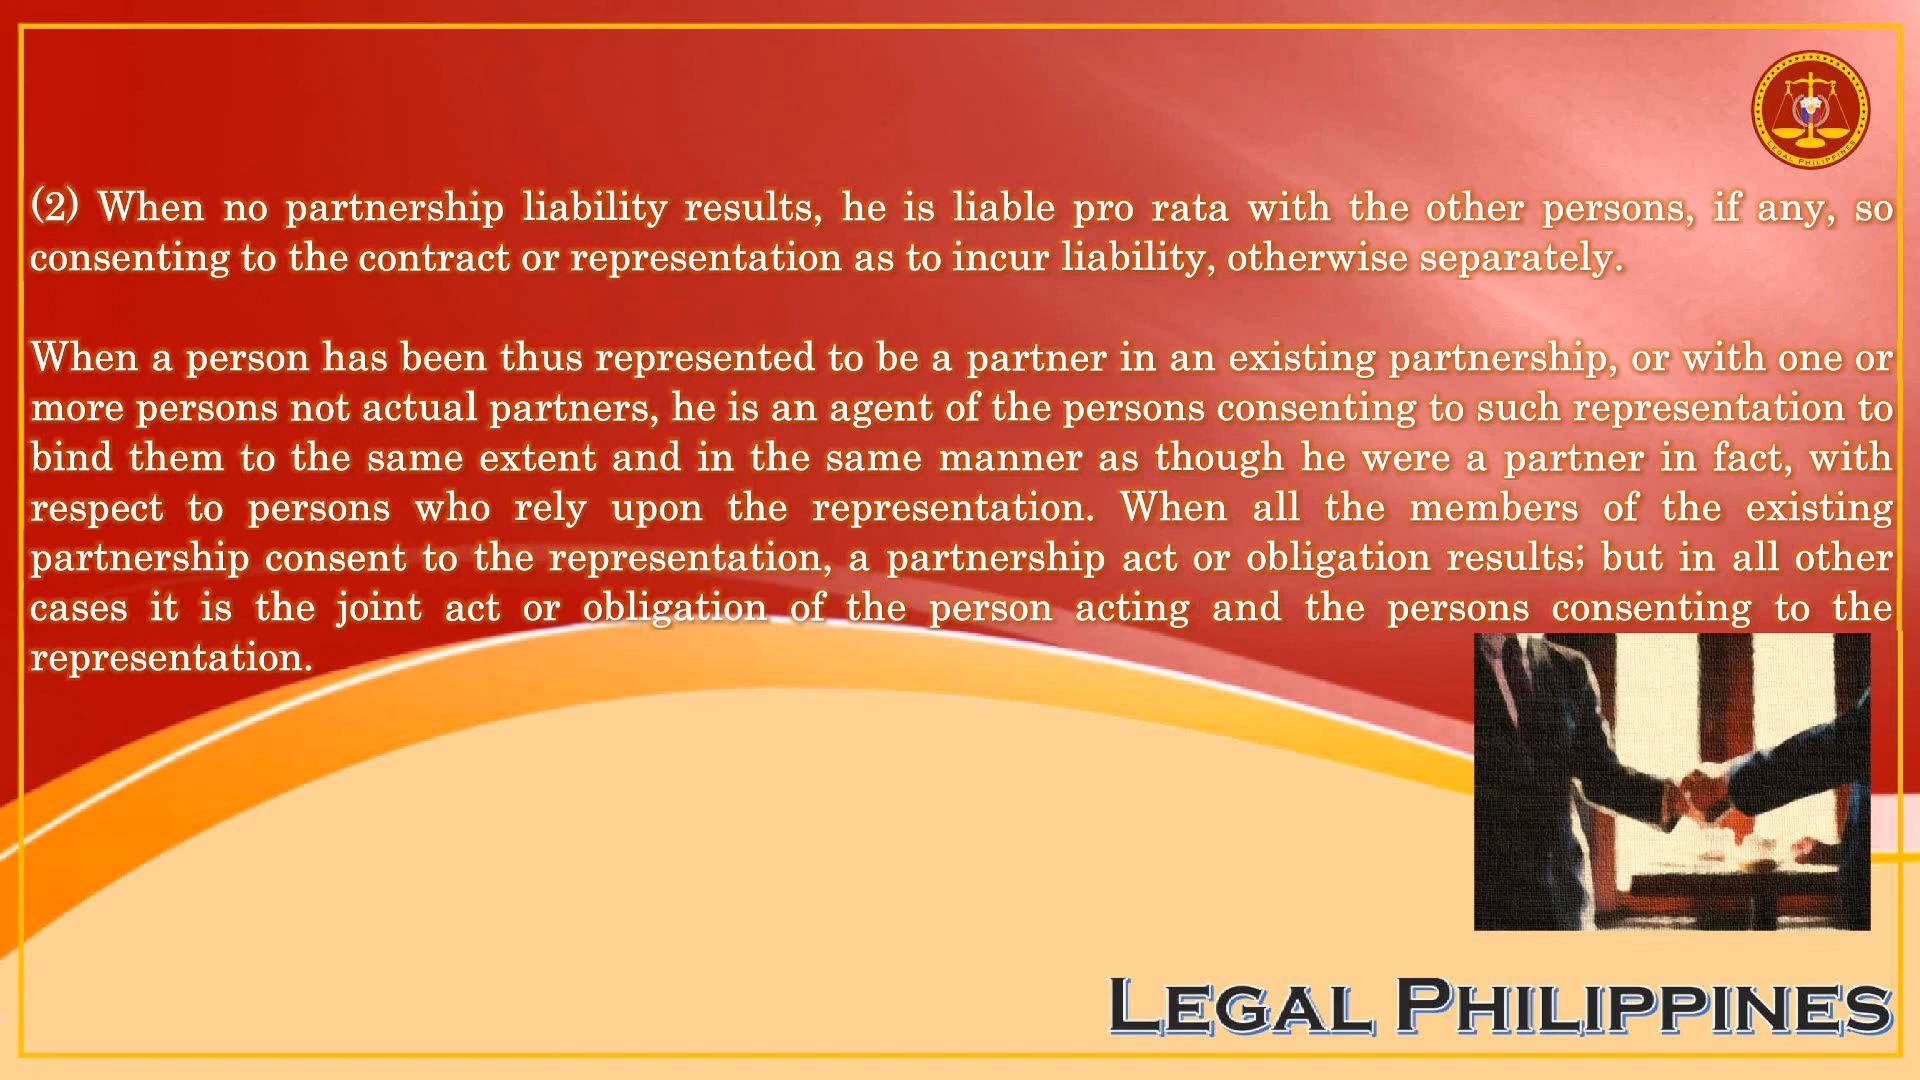 LEGAL PHILIPPINES
(2) When no partnership liability results, he is liable pro rata with the other persons, if any, so
consenting to the contract or representation as to incur liability, otherwise separately.
When a person has been thus represented to be a partner in an existing partnership, or with one or
more persons not actual partners, he is an agent of the persons consenting to such representation to
bind them to the same extent and in the same manner as though he were a partner in fact, with
respect to persons who rely upon the representation. When all the members of the existing
partnership consent to the representation, a partnership act or obligation results; but in all other
cases it is the joint act or obligation of the person acting and the persons consenting to the
representation.
LEGAL PHILIPPINES